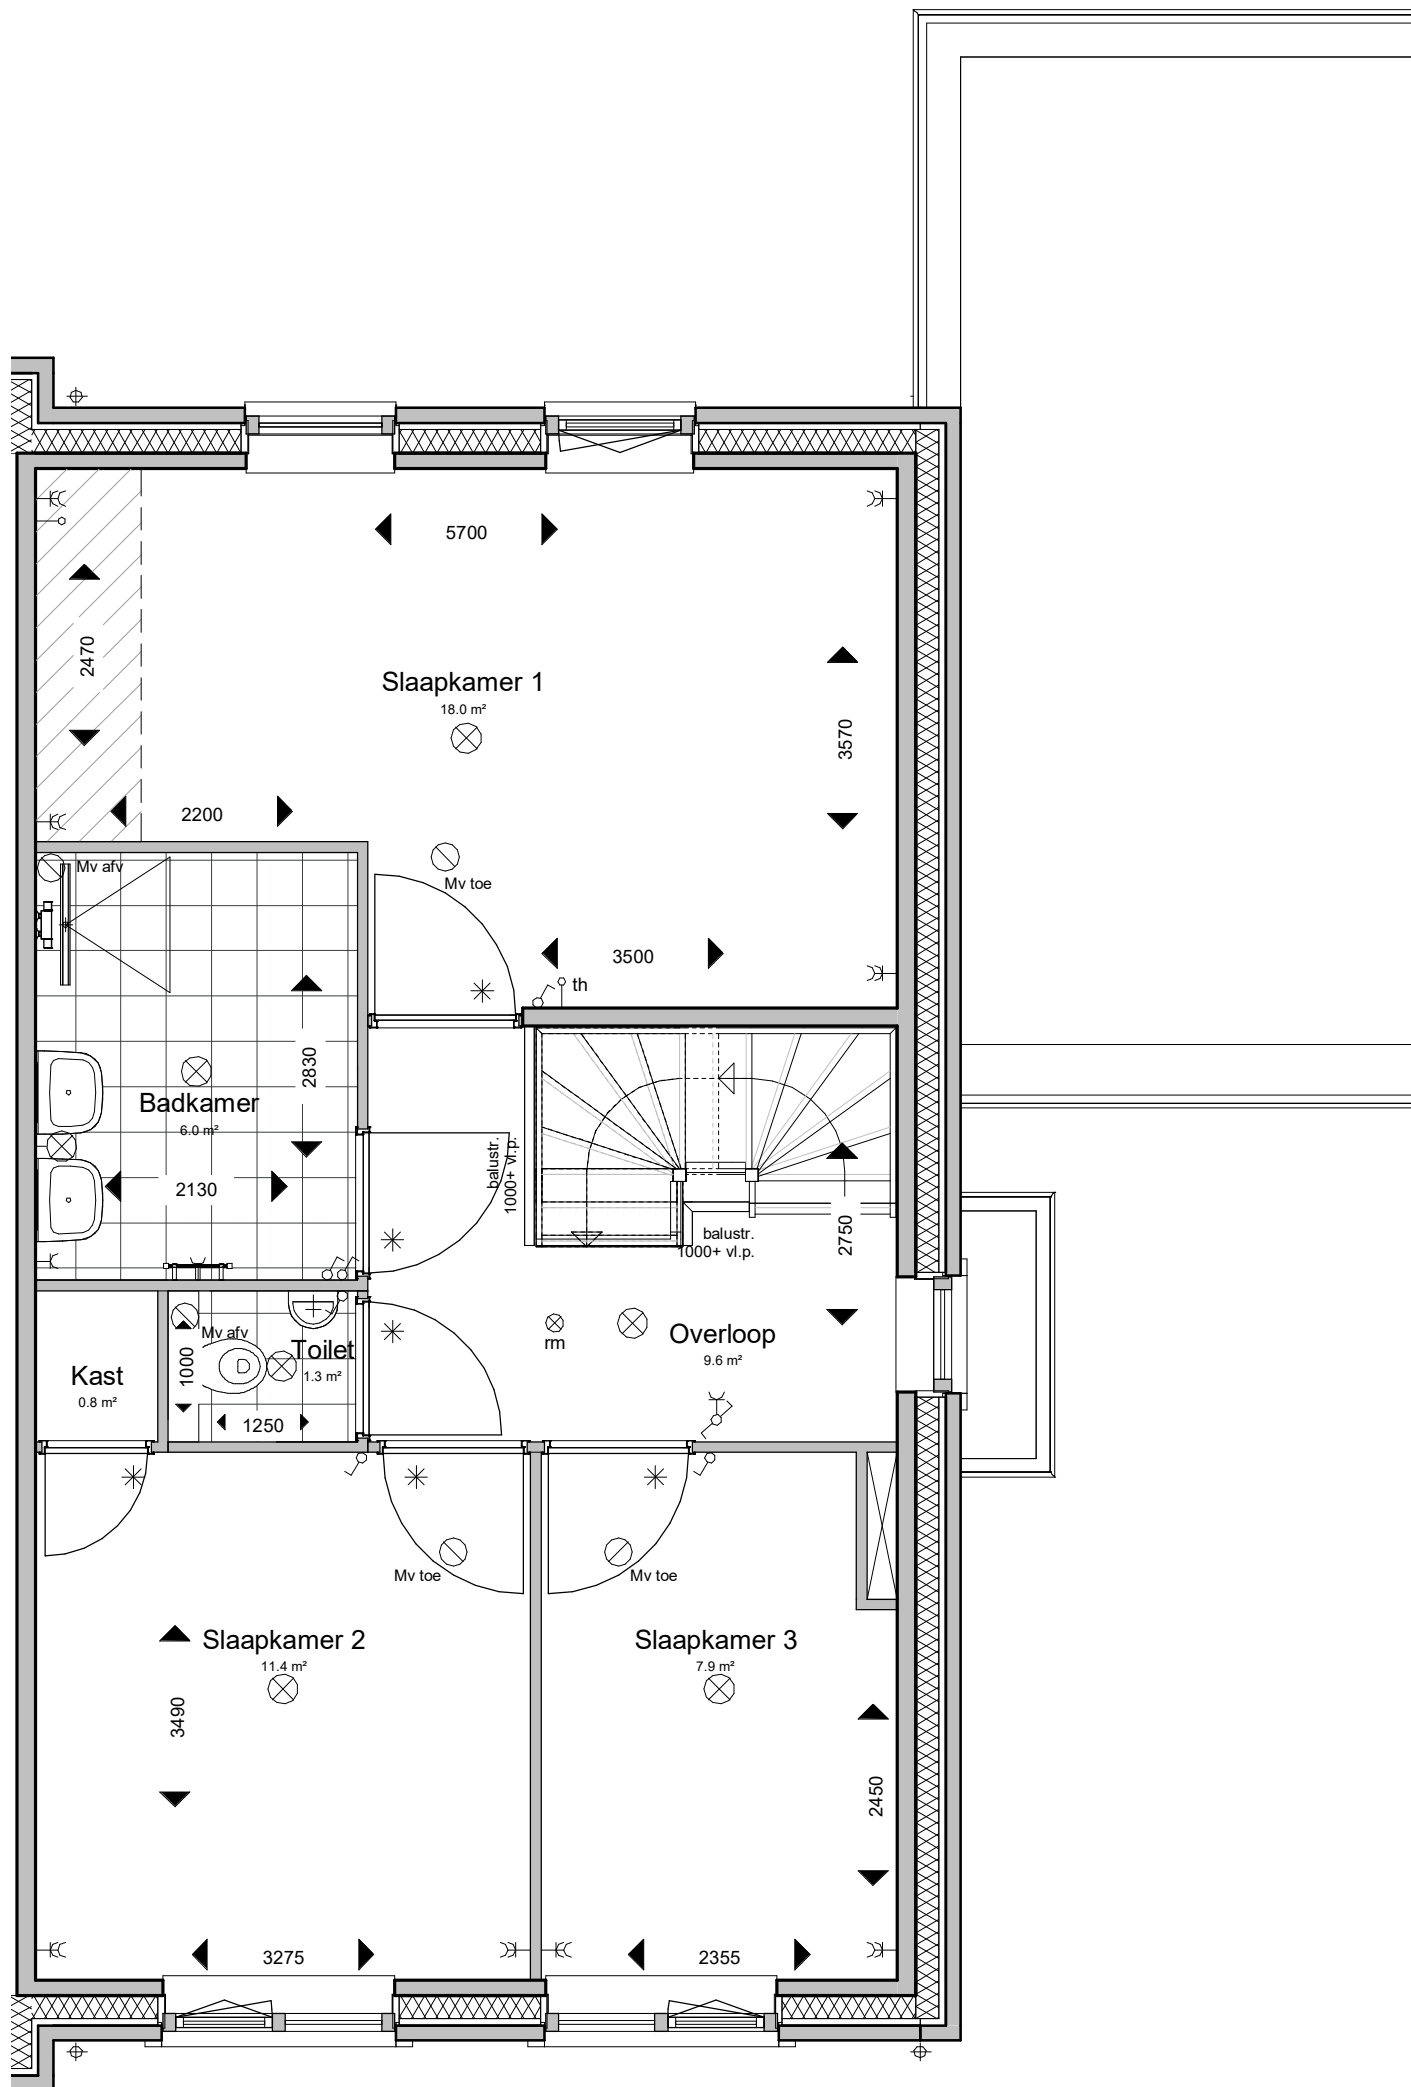 5700
2470
Slaapkamer 1
18.0 m²
3570
2200
Mv afv
Mv toe
3500
th
2830
Badkamer
6.0 m²
2130
balustr.
1000+ vl.p.
balustr.
1000+ vl.p.
2750
Mv afv
Toilet
1.3 m²
1000
1250
Kast
0.8 m²
rm
Overloop
9.6 m²
Mv toe
Mv toe
Slaapkamer 2
11.4 m²
Slaapkamer 3
7.9 m²
3490
2450
3275
2355